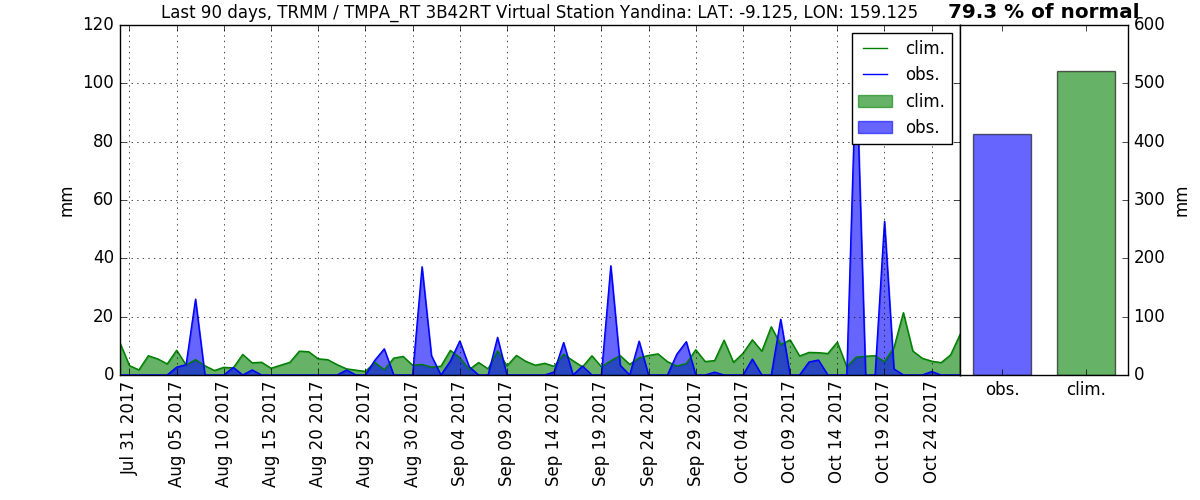 Last 90 days, TRMM / TMPA_RT 3B42RT Virtual Station Yandina: LAT: -9.125, LON: 159.125
79.3 % of normal
120
100
80
60
40
20
0
mm
clim.
obs.
clim.
obs.
600
500
400
300
200
100
0
mm
Jul 31 2017
Aug 05 2017
Aug 10 2017
Aug 15 2017
Aug 20 2017
Aug 25 2017
Aug 30 2017
Sep 04 2017
Sep 09 2017
Sep 14 2017
Sep 19 2017
Sep 24 2017
Sep 29 2017
Oct 04 2017
Oct 09 2017
Oct 14 2017
Oct 19 2017
Oct 24 2017
obs.
clim.